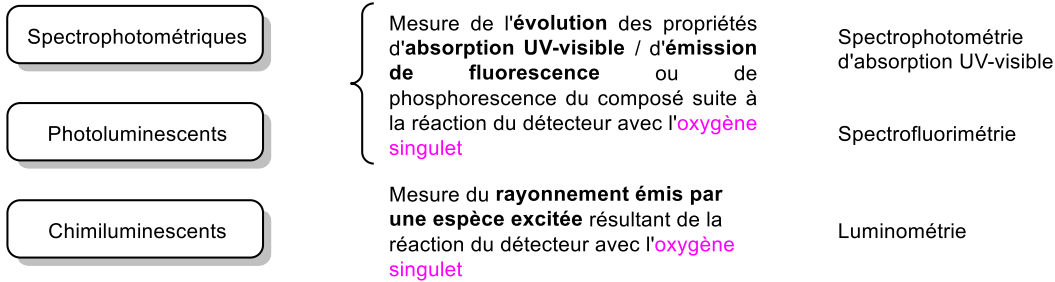 Spectrophotométriques
Mesure de l'évolution des propriétés
d'absorption UV-visible / d'émission
de fluorescence ou de
phosphorescence du composé suite à
la réaction du détecteur avec l'oxygène
singulet
Spectrophotométrie
d'absorption UV-visible
Photoluminescents
Spectrofluorimétrie
Chimiluminescents
Mesure du rayonnement émis par
une espèce excitée résultant de la
réaction du détecteur avec l'oxygène
singulet
Luminométrie